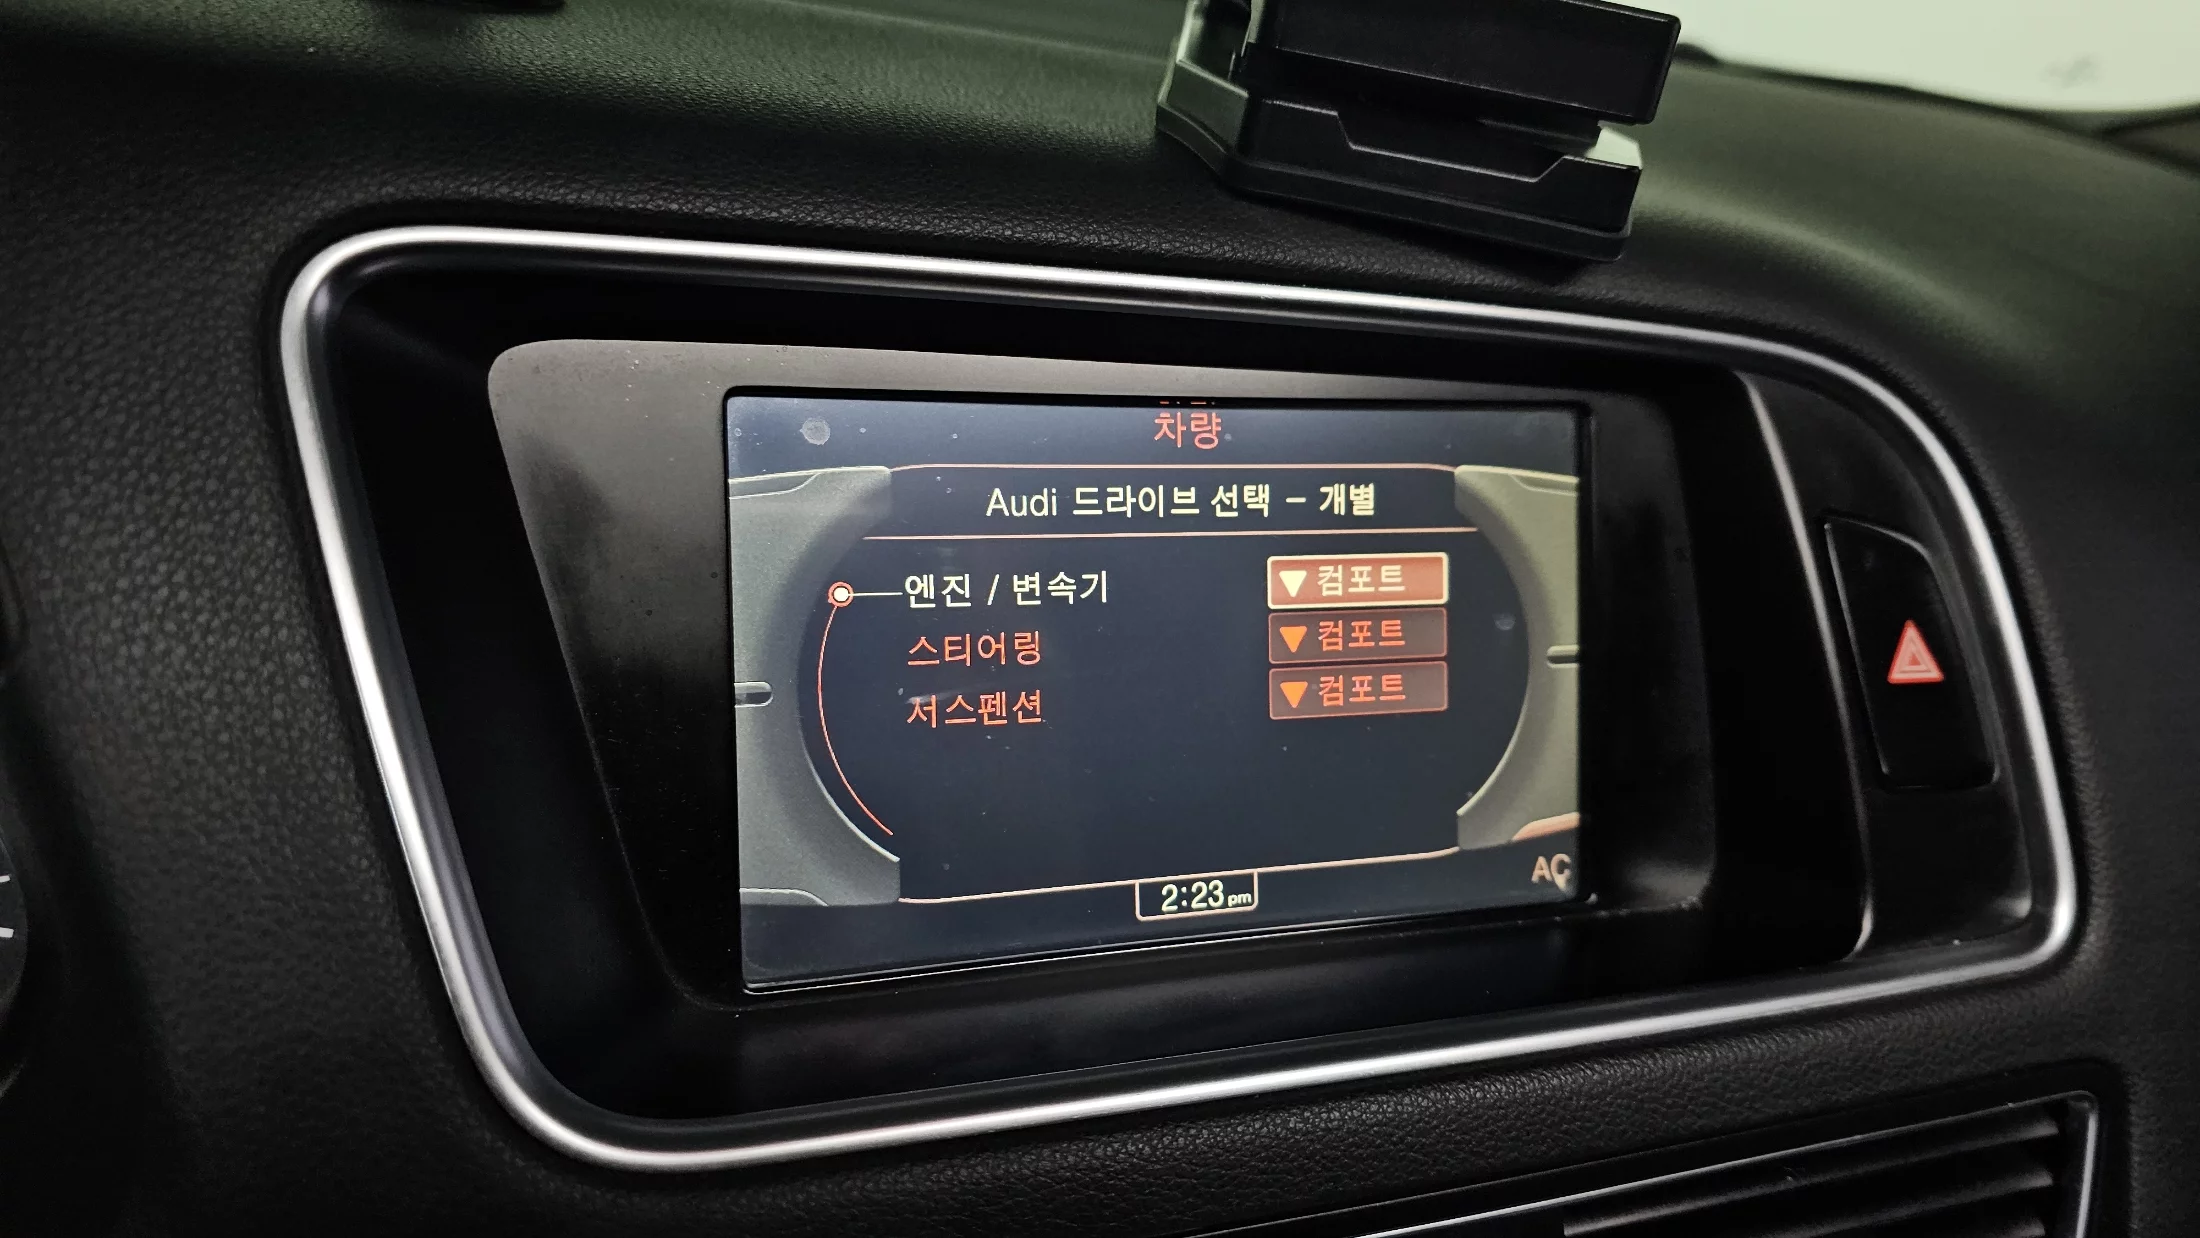 차량
Audi 드라이브 선택 - 개별
엔진 / 변속기 ▼ 컴포트
스티어링 ▼ 컴포트
서스펜션 ▼ 컴포트
AC
2:23 pm